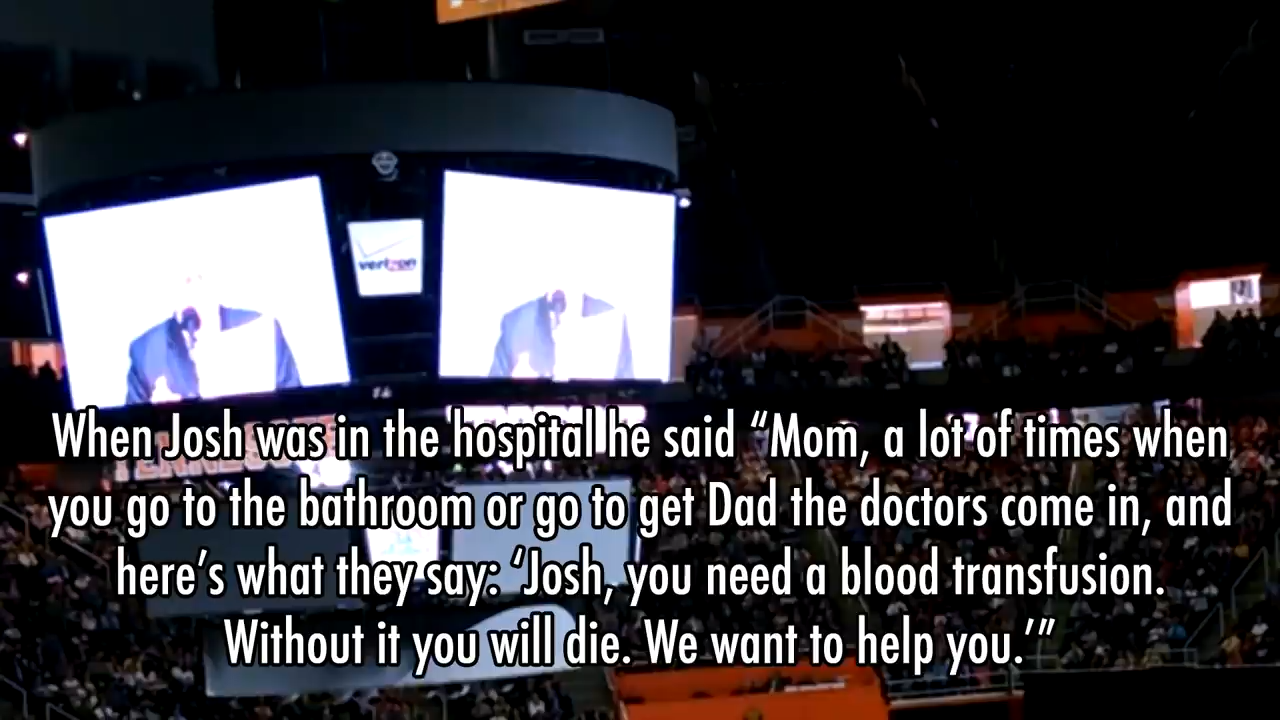 verizon
TENNESSEE
When Josh was in the hospital he said “Mom, a lot of times when
you go to the bathroom or go to get Dad the doctors come in, and
here’s what they say: ‘Josh, you need a blood transfusion.
Without it you will die. We want to help you.’”